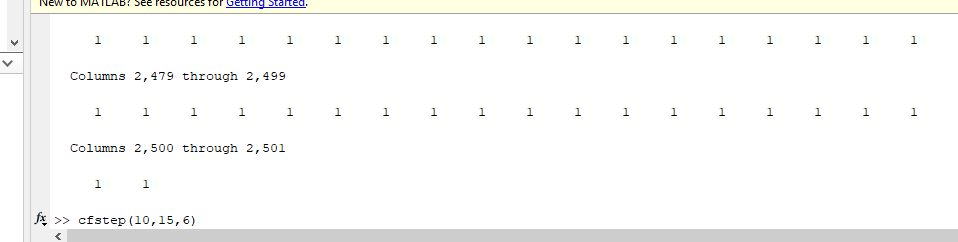 New to MATLAB? See resources for Getting Started.
1 1 1 1 1 1 1 1 1 1 1 1 1 1 1 1 1 1
Columns 2,479 through 2,499
1 1 1 1 1 1 1 1 1 1 1 1 1 1 1 1 1 1
Columns 2,500 through 2,501
1 1
fx >> cfstep(10,15,6)